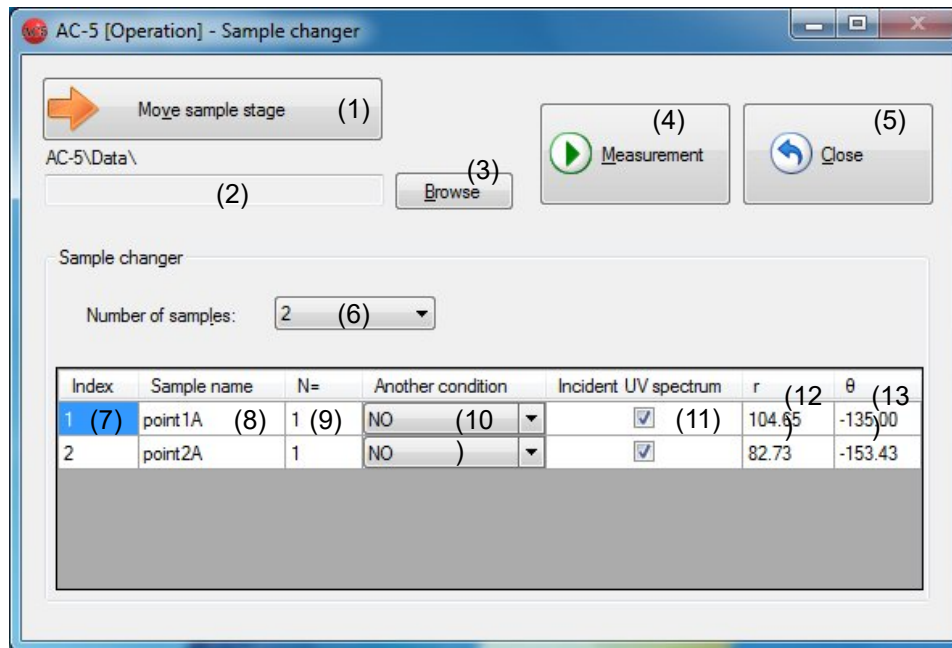 AC-5 [Operation] - Sample changer
Move sample stage (1)
AC-5\Data\
(2)
Browse (3)
Measurement (4)
Close (5)
Sample changer
Number of samples: 2 (6)
Index Sample name N= Another condition Incident UV spectrum r (12) θ (13)
1 (7) point1A (8) 1 (9) NO (10) (11) 104.65 -135.00
2 point2A 1 NO 82.73 -153.43